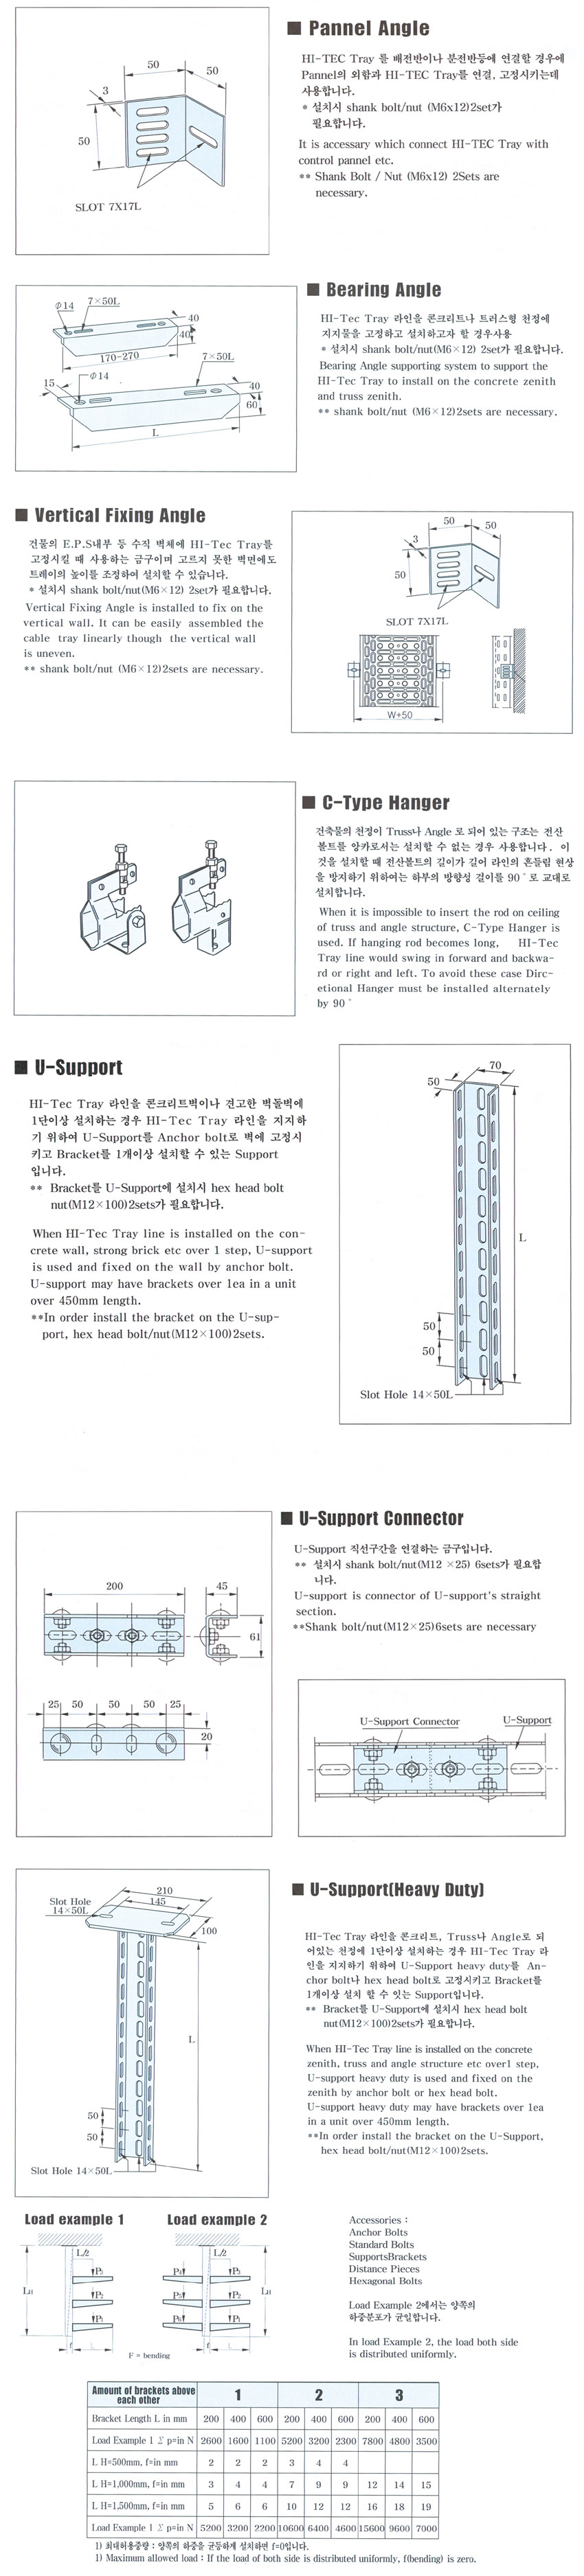 ■ Pannel Angle
HI-TEC Tray 를 배전반이나 분전반등에 연결할 경우에
Pannel의 외함과 HI-TEC Tray를 연결, 고정시키는데
사용합니다.
* 설치시 shank bolt/nut (M6x12)2set가
필요합니다.
It is accessary which connect HI-TEC Tray with
control pannel etc.
** Shank Bolt / Nut (M6x12) 2Sets are
necessary.
50
50
3
50
SLOT 7X17L
■ Bearing Angle
HI-Tec Tray 라인을 콘크리트나 트러스형 천정에
지지물을 고정하고 설치하고자 할 경우사용
* 설치시 shank bolt/nut(M6×12) 2set가 필요합니다.
Bearing Angle supporting system to support the
HI-Tec Tray to install on the concrete zenith
and truss zenith.
** shank bolt/nut (M6×12)2sets are necessary.
Φ14
7×50L
40
40
170-270
7×50L
15
Φ14
40
60
L
■ Vertical Fixing Angle
건물의 E.P.S내부 등 수직 벽체에 HI-Tec Tray를
고정시킬 때 사용하는 금구이며 고르지 못한 벽면에도
트레이의 높이를 조정하여 설치할 수 있습니다.
* 설치시 shank bolt/nut(M6×12) 2set가 필요합니다.
Vertical Fixing Angle is installed to fix on the
vertical wall. It can be easily assembled the
cable tray linearly though the vertical wall
is uneven.
** shank bolt/nut (M6×12)2sets are necessary.
50
50
3
50
SLOT 7X17L
W+50
■ C-Type Hanger
건축물의 천정이 Truss나 Angle 로 되어 있는 구조는 전산
볼트를 앙카로서는 설치할 수 없는 경우 사용합니다. 이
것을 설치할 때 전산볼트의 길이가 길어 라인의 흔들림 현상
을 방지하기 위하여는 하부의 방향성 걸이를 90 ˚로 교대로
설치합니다.
When it is impossible to insert the rod on ceiling
of truss and angle structure, C-Type Hanger is
used. If hanging rod becomes long, HI-Tec
Tray line would swing in forward and backwa-
rd or right and left. To avoid these case Dirc-
etional Hanger must be installed alternately
by 90 ˚
■ U-Support
HI-Tec Tray 라인을 콘크리트벽이나 견고한 벽돌벽에
1단이상 설치하는 경우 HI-Tec Tray 라인을 지지하
기 위하여 U-Support를 Anchor bolt로 벽에 고정시
키고 Bracket를 1개이상 설치할 수 있는 Support
입니다.
** Bracket를 U-Support에 설치시 hex head bolt
nut(M12×100)2sets가 필요합니다.
When HI-Tec Tray line is installed on the con-
crete wall, strong brick etc over 1 step, U-support
is used and fixed on the wall by anchor bolt.
U-support may have brackets over 1ea in a unit
over 450mm length.
**In order install the bracket on the U-sup-
port, hex head bolt/nut(M12×100)2sets.
70
50
L
50
50
Slot Hole 14×50L
■ U-Support Connector
U-Support 직선구간을 연결하는 금구입니다.
** 설치시 shank bolt/nut(M12 ×25) 6sets가 필요합
니다.
U-support is connector of U-support's straight
section.
**Shank bolt/nut(M12×25)6sets are necessary
200
45
61
25 50 50 50 25
20
U-Support Connector
U-Support
■ U-Support(Heavy Duty)
HI-Tec Tray 라인을 콘크리트, Truss나 Angle로 되
어있는 천정에 1단이상 설치하는 경우 HI-Tec Tray 라
인을 지지하기 위하여 U-Support heavy duty를 An-
chor bolt나 hex head bolt로 고정시키고 Bracket를
1개이상 설치 할 수 있는 Support입니다.
** Bracket를 U-Support에 설치시 hex head bolt
nut(M12×100)2sets가 필요합니다.
When HI-Tec Tray line is installed on the concrete
zenith, truss and angle structure etc over1 step,
U-support heavy duty is used and fixed on the
zenith by anchor bolt or hex head bolt.
U-support heavy duty may have brackets over 1ea
in a unit over 450mm length.
**In order install the bracket on the U-Support,
hex head bolt/nut(M12×100)2sets.
210
Slot Hole
14×50L
145
100
L
50
50
Slot Hole 14×50L
Load example 1
Load example 2
L/2
P3
P2
P1
LH
f
L
L/2
P4
P3
P5
P2
P6
P1
LH
f
L
F = bending
Accessories :
Anchor Bolts
Standard Bolts
SupportsBrackets
Distance Pieces
Hexagonal Bolts
Load Example 2에서는 양쪽의
하중분포가 균일합니다.
In load Example 2, the load both side
is distributed uniformly.
Amount of brackets above
each other
1 2 3
Bracket Length L in mm 200 400 600 200 400 600 200 400 600
Load Example 1 Σ p=in N 2600 1600 1100 5200 3200 2300 7800 4800 3500
L H=500mm, f=in mm 2 2 2 3 4 4
L H=1,000mm, f=in mm 3 4 4 7 9 9 12 14 15
L H=1,500mm, f=in mm 5 6 6 10 12 12 16 18 19
Load Example 1 Σ p=in N 5200 3200 2200 10600 6400 4600 15600 9600 7000
1) 최대허용중량 : 양쪽의 하중을 균등하게 설치하면 f=0입니다.
1) Maximum allowed load : If the load of both side is distributed uniformly, f(bending) is zero.